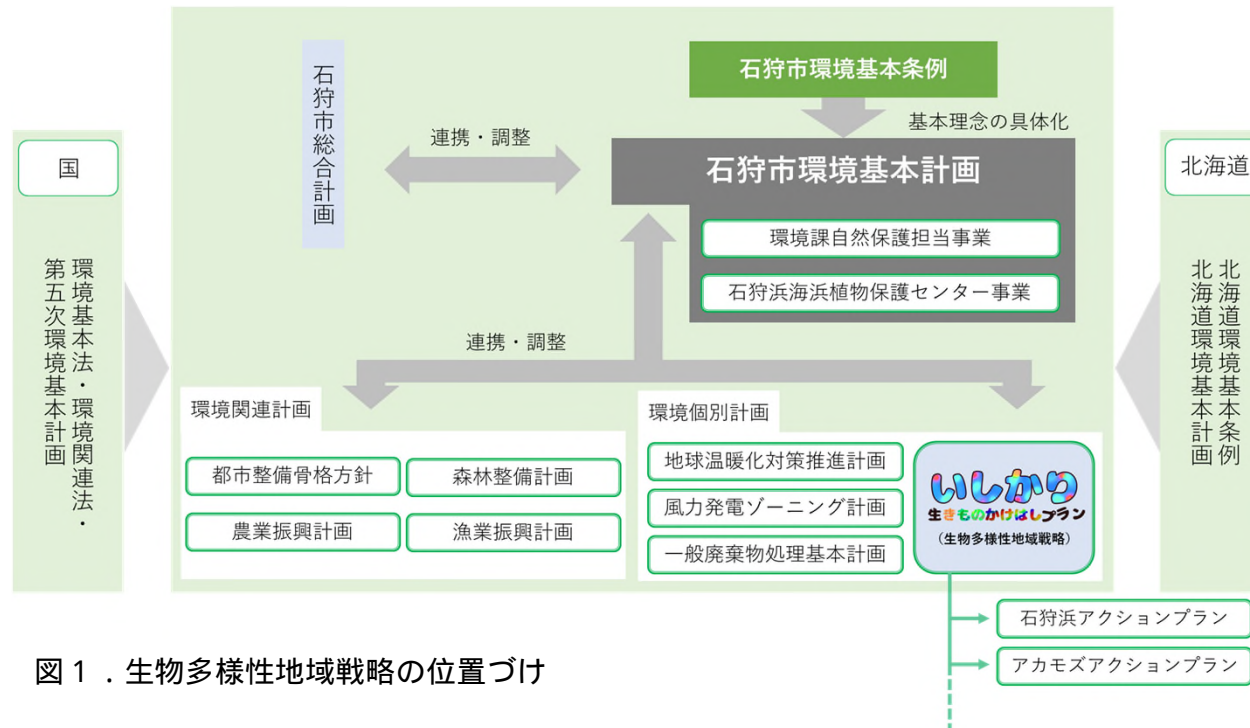 石狩市総合計画
石狩市環境基本条例
基本理念の具体化
連携・調整
石狩市環境基本計画
環境課自然保護担当事業
石狩浜海浜植物保護センター事業
国
環境基本法・環境関連法・
第五次環境基本計画
北海道
北海道環境基本条例
北海道環境基本計画
連携・調整
環境関連計画
都市整備骨格方針
森林整備計画
農業振興計画
漁業振興計画
環境個別計画
地球温暖化対策推進計画
風力発電ゾーニング計画
一般廃棄物処理基本計画
いしかり
生きものかけはしプラン
(生物多様性地域戦略)
石狩浜アクションプラン
アカモズアクションプラン
図1．生物多様性地域戦略の位置づけ